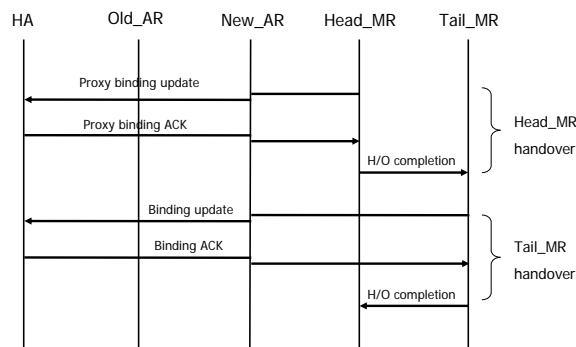 HA Old_AR New_AR Head_MR Tail_MR
Proxy binding update
Proxy binding ACK
Head_MR
handover
H/O completion
Binding update
Binding ACK
Tail_MR
handover
H/O completion